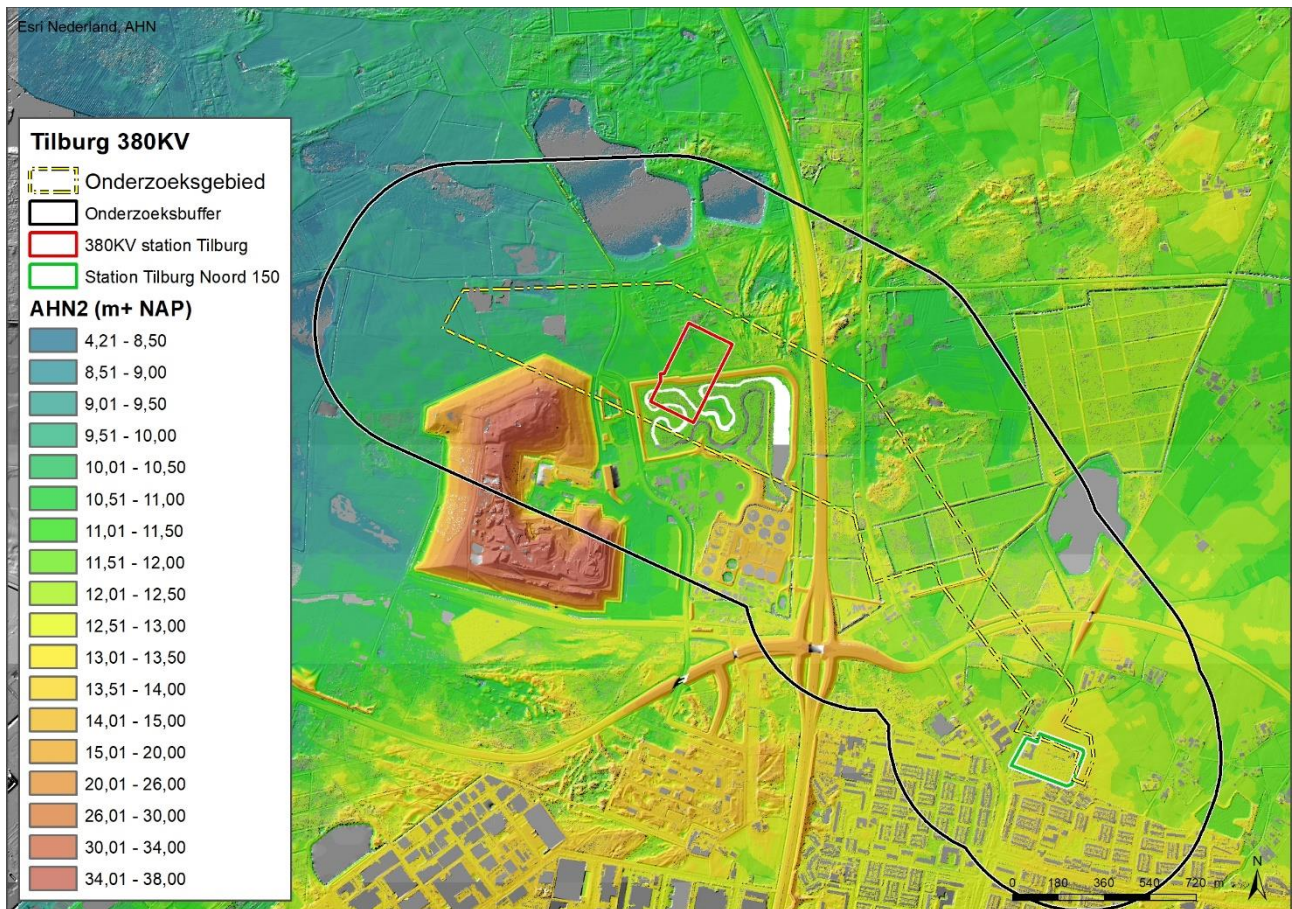 Esri Nederland, AHN
Tilburg 380KV
Onderzoeksgebied
Onderzoeksbuffer
380KV station Tilburg
Station Tilburg Noord 150
AHN2 (m+ NAP)
4,21 - 8,50
8,51 - 9,00
9,01 - 9,50
9,51 - 10,00
10,01 - 10,50
10,51 - 11,00
11,01 - 11,50
11,51 - 12,00
12,01 - 12,50
12,51 - 13,00
13,01 - 13,50
13,51 - 14,00
14,01 - 15,00
15,01 - 20,00
20,01 - 26,00
26,01 - 30,00
30,01 - 34,00
34,01 - 38,00
N
0 180 360 540 720 m